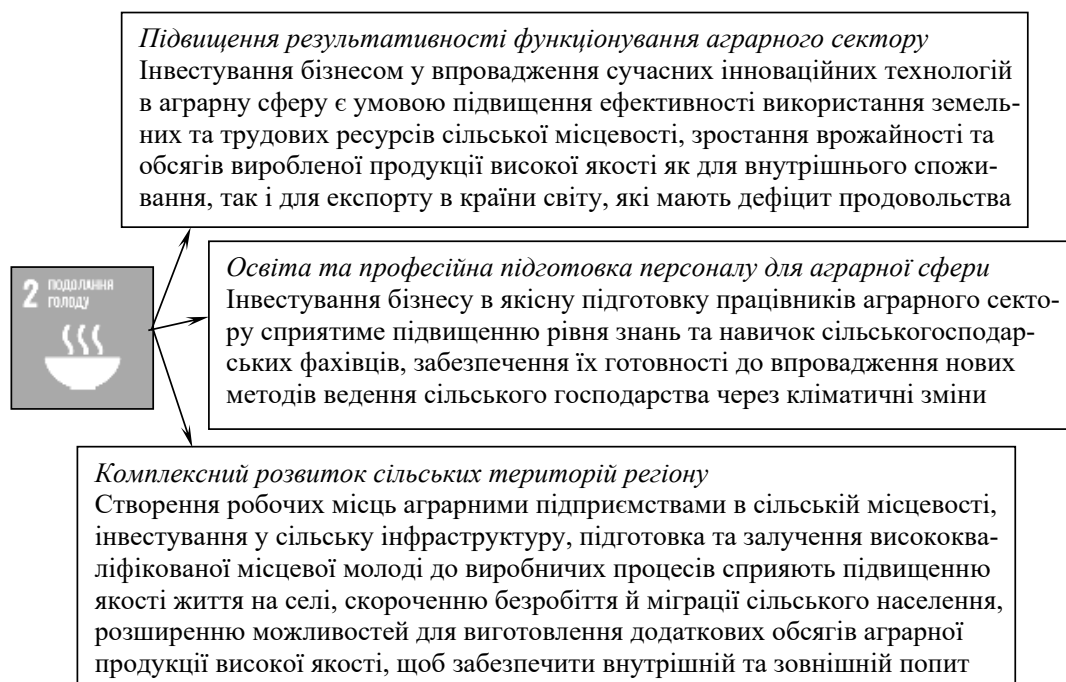 Підвищення результативності функціонування аграрного сектору
Інвестування бізнесом у впровадження сучасних інноваційних технологій
в аграрну сферу є умовою підвищення ефективності використання земель-
них та трудових ресурсів сільської місцевості, зростання врожайності та
обсягів виробленої продукції високої якості як для внутрішнього спожи-
вання, так і для експорту в країни світу, які мають дефіцит продовольства
2 ПОДОЛАННЯ
ГОЛОДУ
Освіта та професійна підготовка персоналу для аграрної сфери
Інвестування бізнесу в якісну підготовку працівників аграрного секто-
ру сприятиме підвищенню рівня знань та навичок сільськогосподар-
ських фахівців, забезпечення їх готовності до впровадження нових
методів ведення сільського господарства через кліматичні зміни
Комплексний розвиток сільських територій регіону
Створення робочих місць аграрними підприємствами в сільській місцевості,
інвестування у сільську інфраструктуру, підготовка та залучення висококва-
ліфікованої місцевої молоді до виробничих процесів сприяють підвищенню
якості життя на селі, скороченню безробіття й міграції сільського населення,
розширенню можливостей для виготовлення додаткових обсягів аграрної
продукції високої якості, щоб забезпечити внутрішній та зовнішній попит